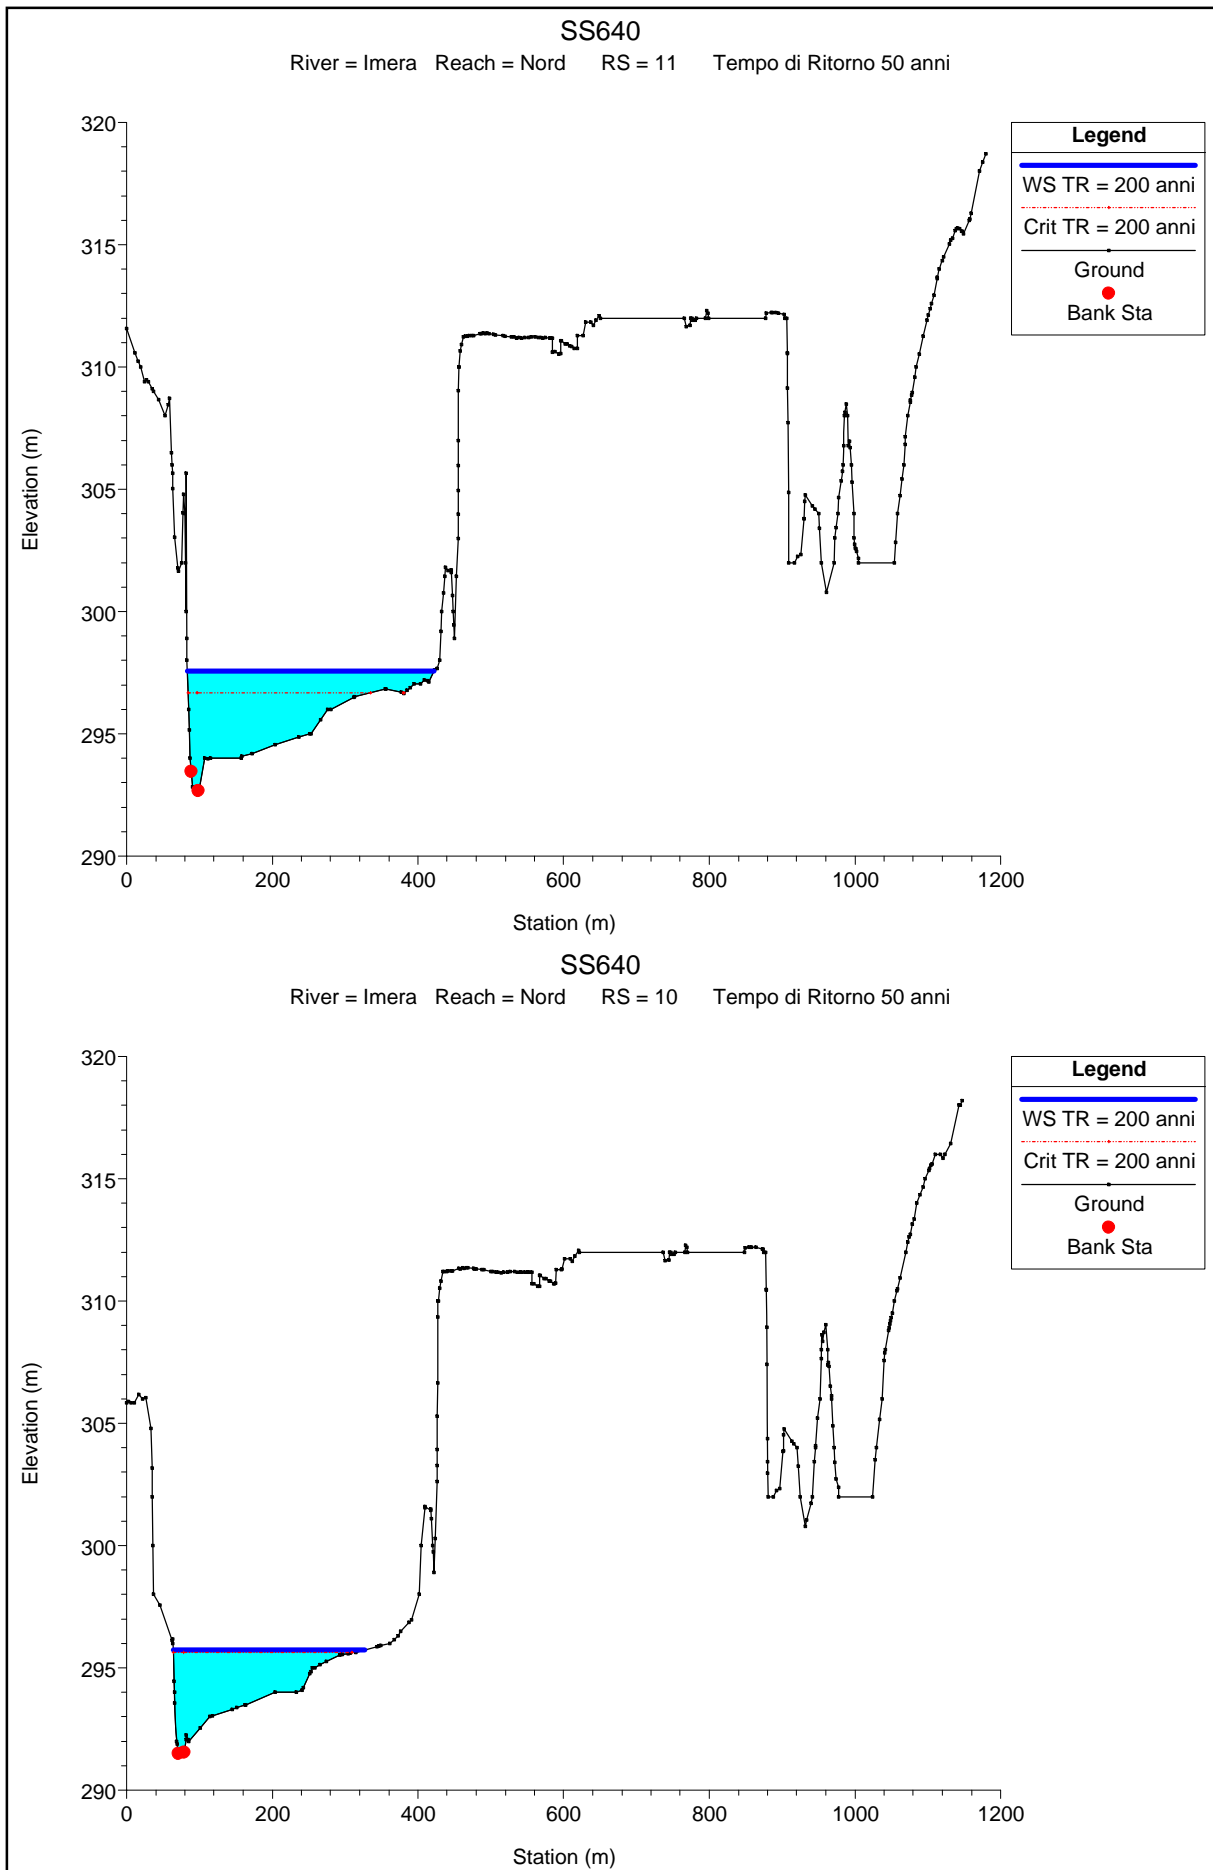 SS640
River = Imera Reach = Nord RS = 11 Tempo di Ritorno 50 anni
320
315
310
305
300
295
290
Elevation (m)
0 200 400 600 800 1000 1200
Station (m)
Legend
WS TR = 200 anni
Crit TR = 200 anni
Ground
Bank Sta
SS640
River = Imera Reach = Nord RS = 10 Tempo di Ritorno 50 anni
320
315
310
305
300
295
290
Elevation (m)
0 200 400 600 800 1000 1200
Station (m)
Legend
WS TR = 200 anni
Crit TR = 200 anni
Ground
Bank Sta